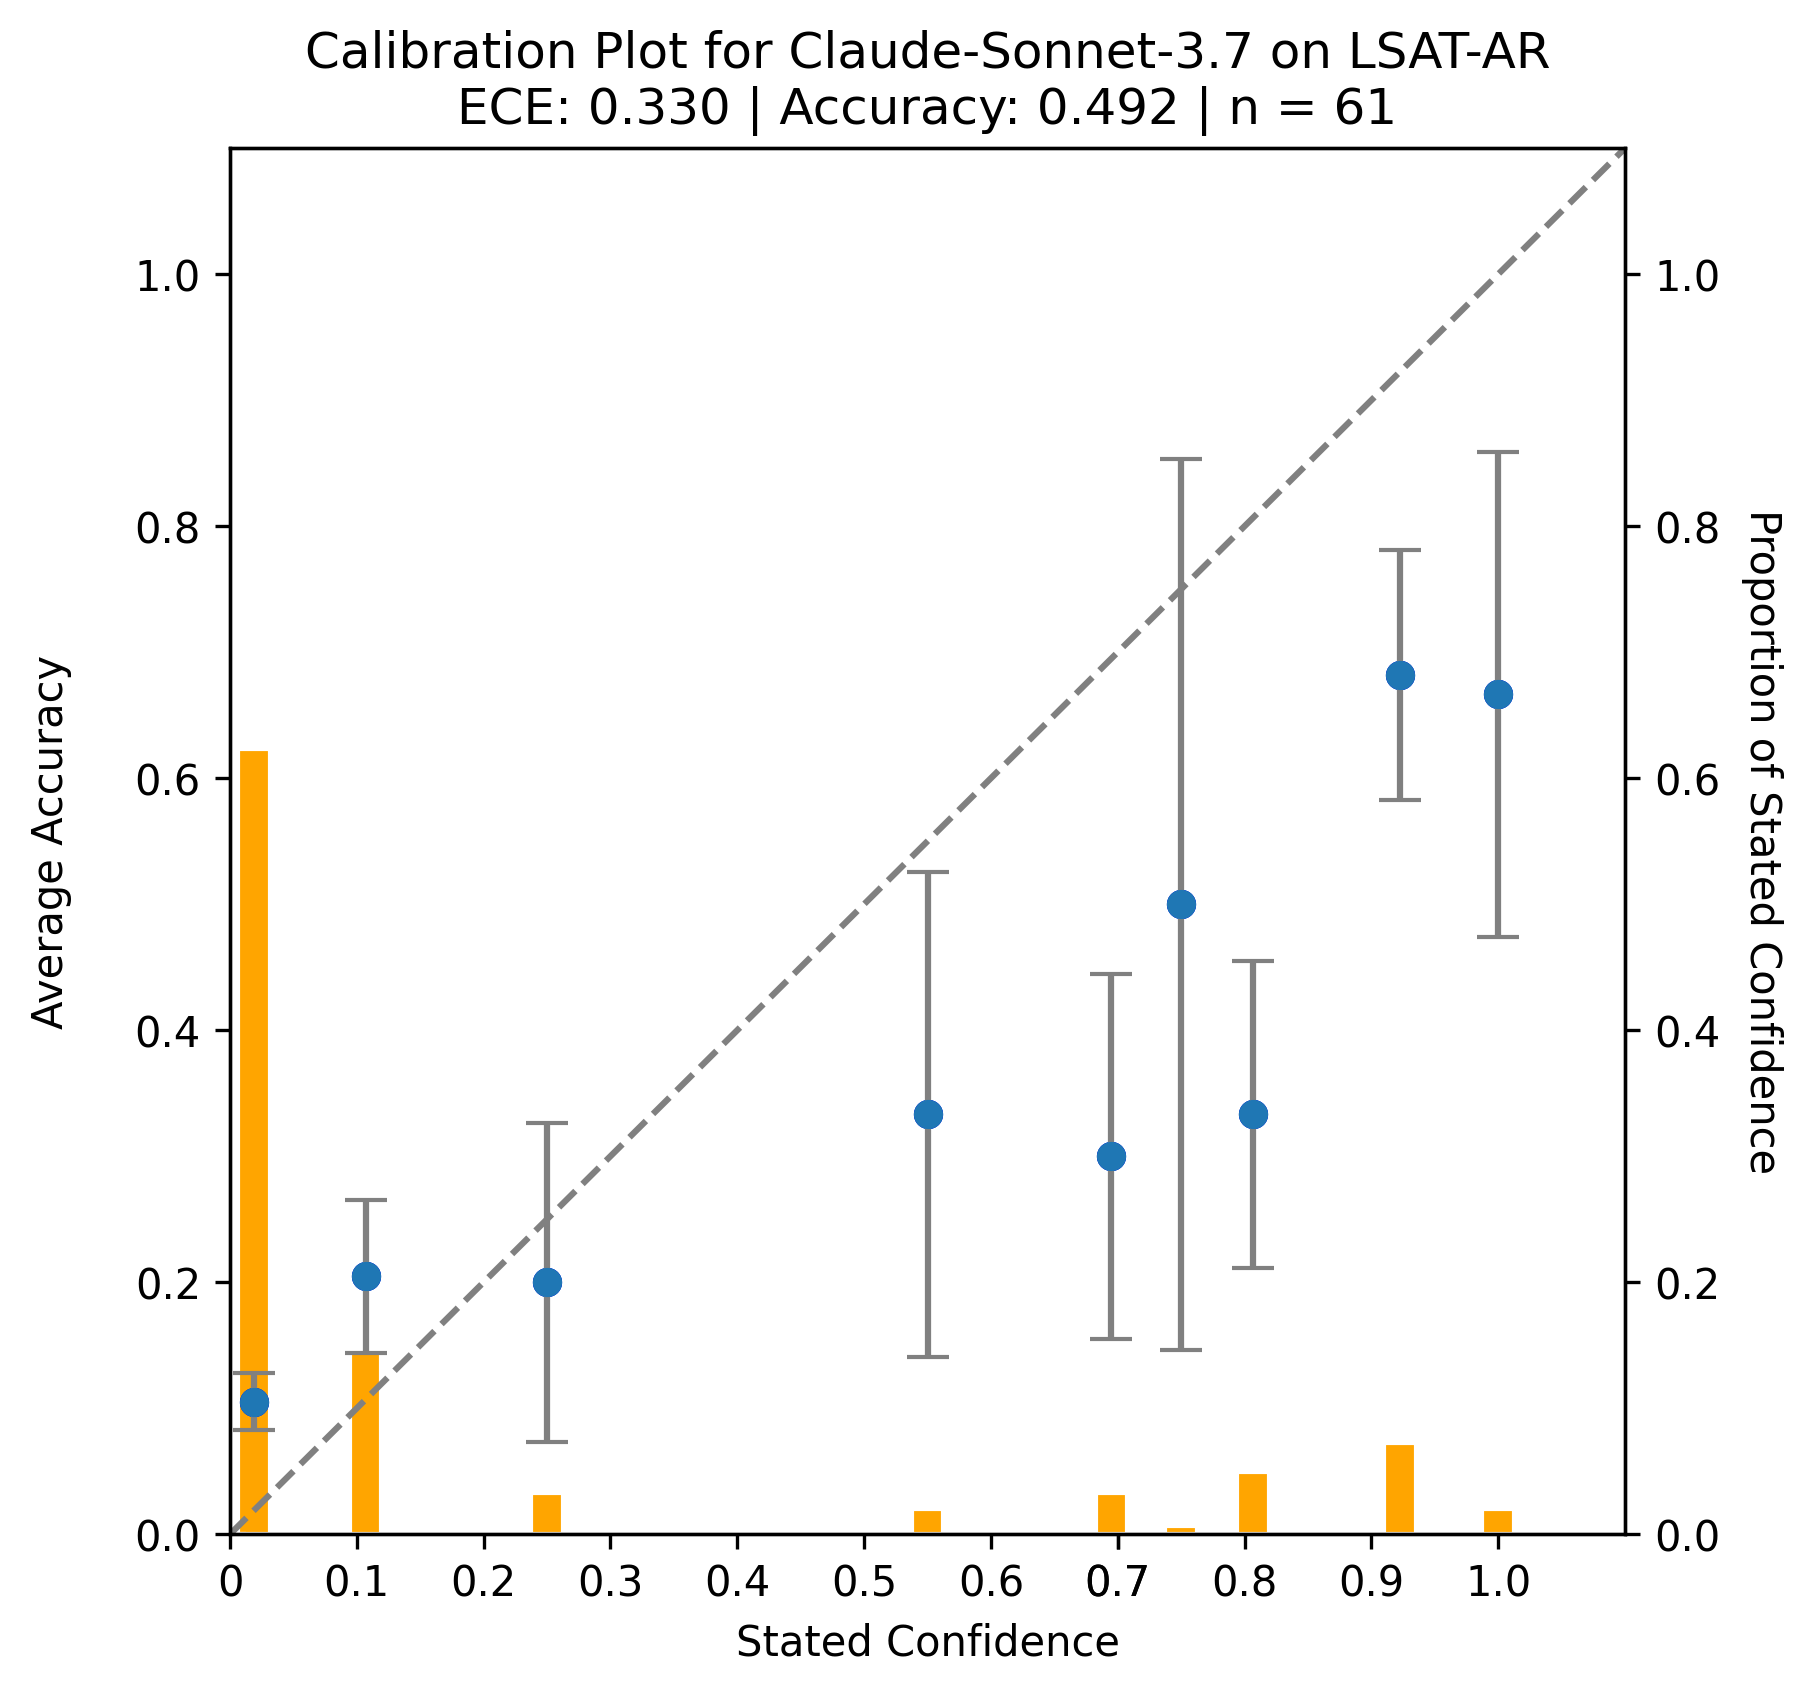 Calibration Plot for Claude-Sonnet-3.7 on LSAT-AR
ECE: 0.330 | Accuracy: 0.492 | n = 61
Average Accuracy
1.0
0.8
0.6
0.4
0.2
0.0
1.0
0.8
0.6
0.4
0.2
0.0
Proportion of Stated Confidence
0 0.1 0.2 0.3 0.4 0.5 0.6 0.7 0.8 0.9 1.0
Stated Confidence